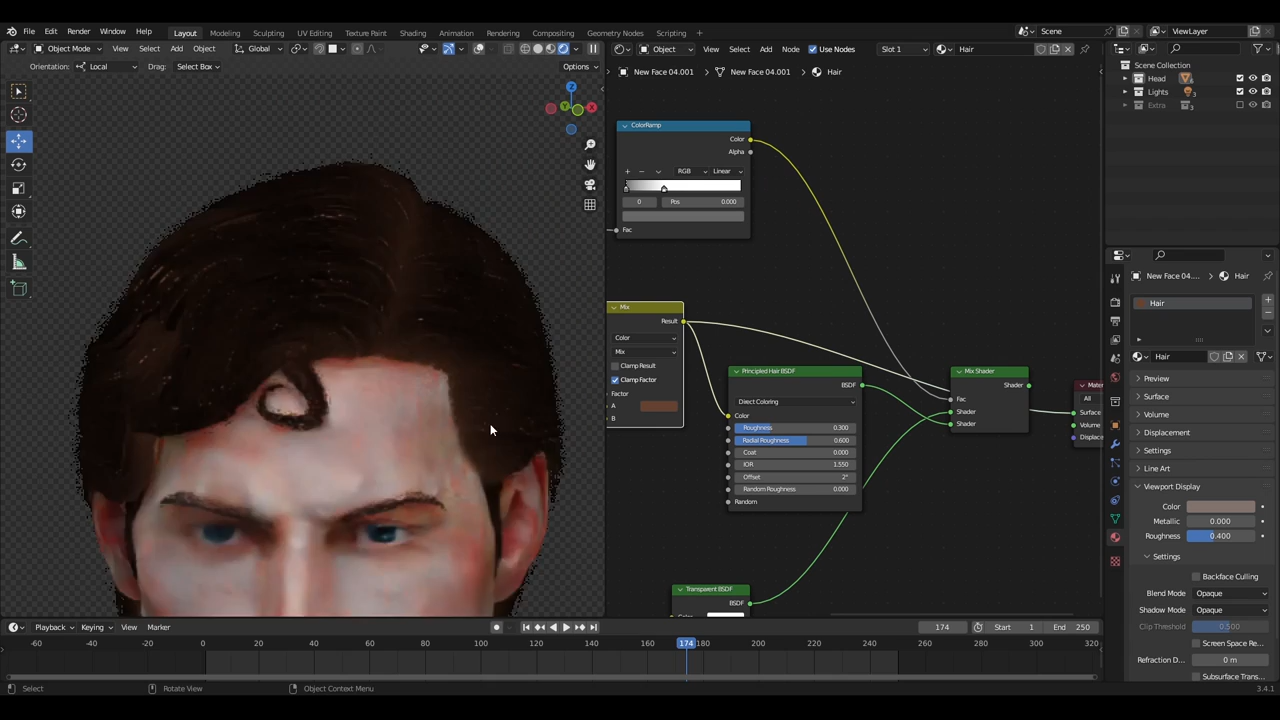 File Edit Render Window Help Layout Modeling Sculpting UV Editing Texture Paint Shading Animation Rendering Compositing Geometry Nodes Scripting Scene ViewLayer
Object Mode View Select Add Object Global Object View Select Add Node Use Nodes Slot 1 Hair
Orientation: Local Drag: Select Box Options
New Face 04.001 New Face 04.001 Hair
Scene Collection
Head
Lights 3
Extra 3
Z
Y
X
ColorRamp
Color
Alpha
RGB Linear
0 Pos 0.000
Fac
Mix
Result
Color
Mix
Clamp Result
Clamp Factor
Factor
A
B
Principled Hair BSDF
BSDF
Direct Coloring
Color
Roughness 0.300
Radial Roughness 0.600
Coat 0.000
IOR 1.550
Offset 2°
Random Roughness 0.000
Random
Mix Shader
Shader
Fac
Shader
Shader
Mater
All
Surface
Volume
Displac
Transparent BSDF
BSDF
New Face 04.... Hair
Hair
Hair
Preview
Surface
Volume
Displacement
Settings
Line Art
Viewport Display
Color
Metallic 0.000
Roughness 0.400
Settings
Backface Culling
Blend Mode Opaque
Shadow Mode Opaque
Clip Threshold 0.500
Screen Space Re...
Refraction D... 0 m
Subsurface Trans...
Playback Keying View Marker 174 Start 1 End 250
-60 -40 -20 0 20 40 60 80 100 120 140 160 174 180 200 220 240 260 280 300 320
Select Rotate View Object Context Menu 3.4.1